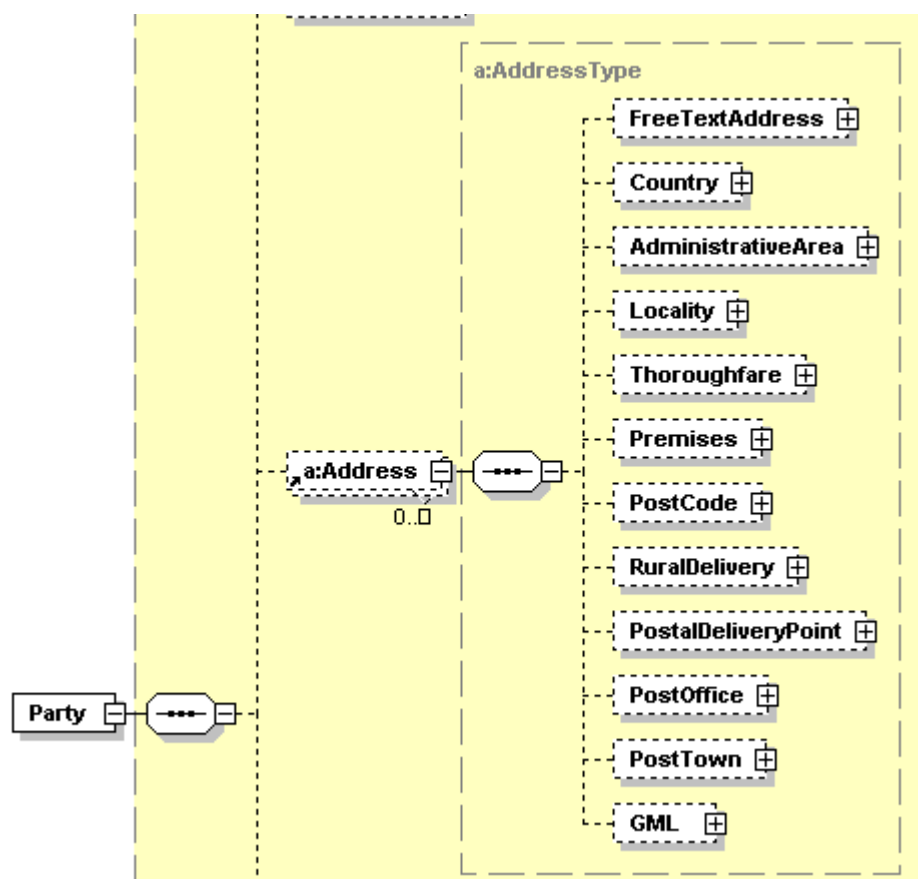 a:AddressType
FreeTextAddress
Country
AdministrativeArea
Locality
Thoroughfare
Premises
a:Address
0..□
PostCode
RuralDelivery
PostalDeliveryPoint
PostOffice
Party
PostTown
GML